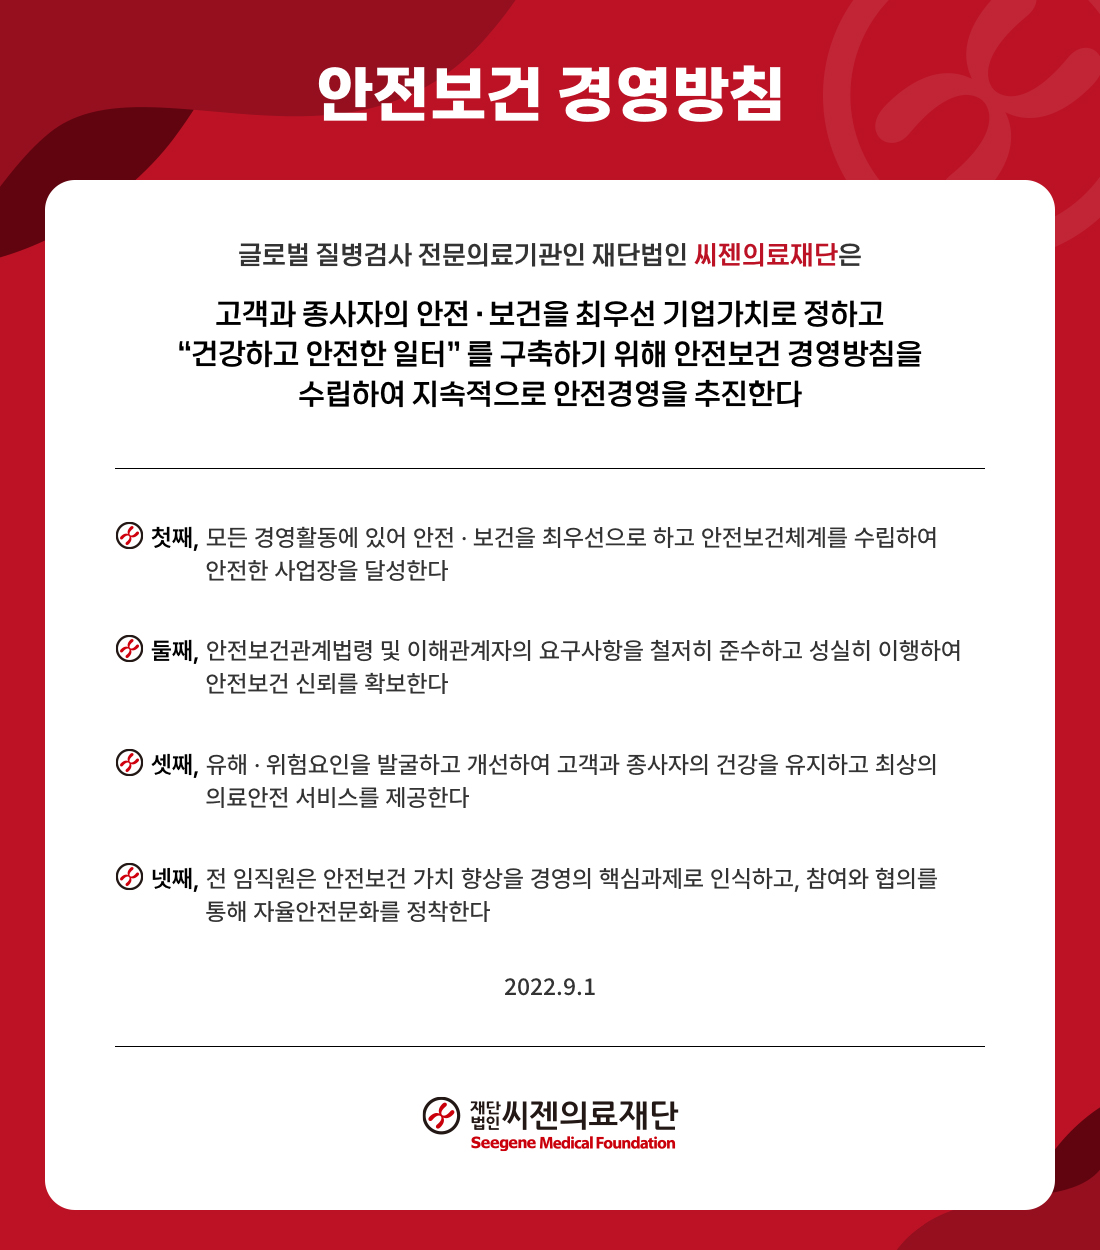 안전보건 경영방침
글로벌 질병검사 전문의료기관인 재단법인 씨젠의료재단은
고객과 종사자의 안전 · 보건을 최우선 기업가치로 정하고
“건강하고 안전한 일터” 를 구축하기 위해 안전보건 경영방침을
수립하여 지속적으로 안전경영을 추진한다
첫째, 모든 경영활동에 있어 안전 · 보건을 최우선으로 하고 안전보건체계를 수립하여
안전한 사업장을 달성한다
둘째, 안전보건관계법령 및 이해관계자의 요구사항을 철저히 준수하고 성실히 이행하여
안전보건 신뢰를 확보한다
셋째, 유해 · 위험요인을 발굴하고 개선하여 고객과 종사자의 건강을 유지하고 최상의
의료안전 서비스를 제공한다
넷째, 전 임직원은 안전보건 가치 향상을 경영의 핵심과제로 인식하고, 참여와 협의를
통해 자율안전문화를 정착한다
2022.9.1
재단법인 씨젠의료재단
Seegene Medical Foundation